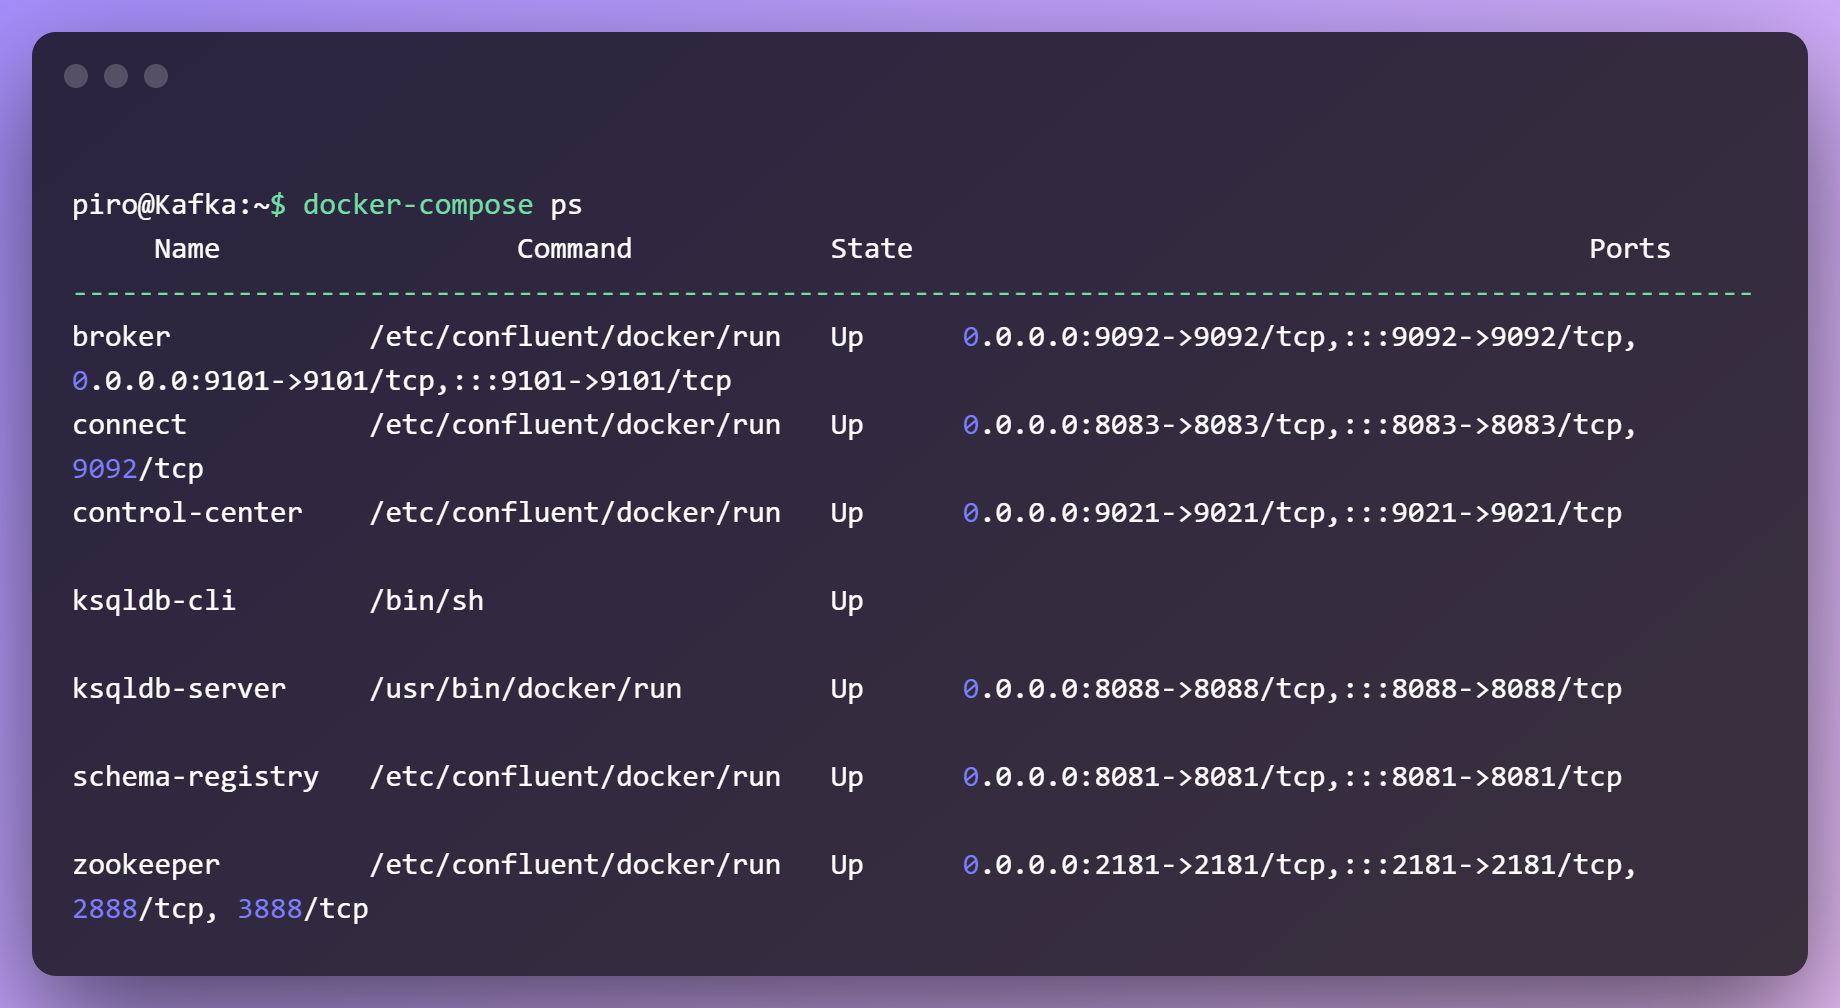 piro@Kafka:~$ docker-compose ps
     Name                  Command            State                                         Ports
------------------------------------------------------------------------------------------------------
broker            /etc/confluent/docker/run   Up      0.0.0.0:9092->9092/tcp,:::9092->9092/tcp,
0.0.0.0:9101->9101/tcp,:::9101->9101/tcp
connect           /etc/confluent/docker/run   Up      0.0.0.0:8083->8083/tcp,:::8083->8083/tcp,
9092/tcp
control-center    /etc/confluent/docker/run   Up      0.0.0.0:9021->9021/tcp,:::9021->9021/tcp
ksqldb-cli        /bin/sh                     Up
ksqldb-server     /usr/bin/docker/run         Up      0.0.0.0:8088->8088/tcp,:::8088->8088/tcp
schema-registry   /etc/confluent/docker/run   Up      0.0.0.0:8081->8081/tcp,:::8081->8081/tcp
zookeeper         /etc/confluent/docker/run   Up      0.0.0.0:2181->2181/tcp,:::2181->2181/tcp,
2888/tcp, 3888/tcp